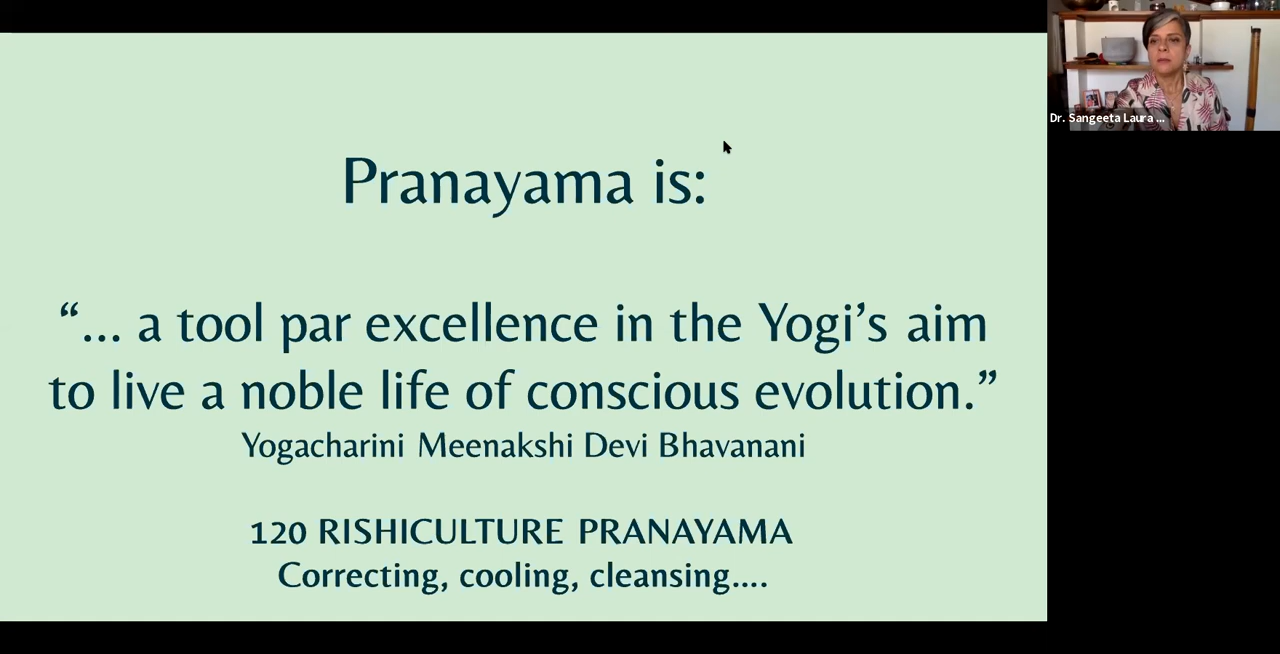 Pranayama is:
“... a tool par excellence in the Yogi’s aim
to live a noble life of conscious evolution.”
Yogacharini Meenakshi Devi Bhavanani
120 RISHICULTURE PRANAYAMA
Correcting, cooling, cleansing....
Dr. Sangeeta Laura ...